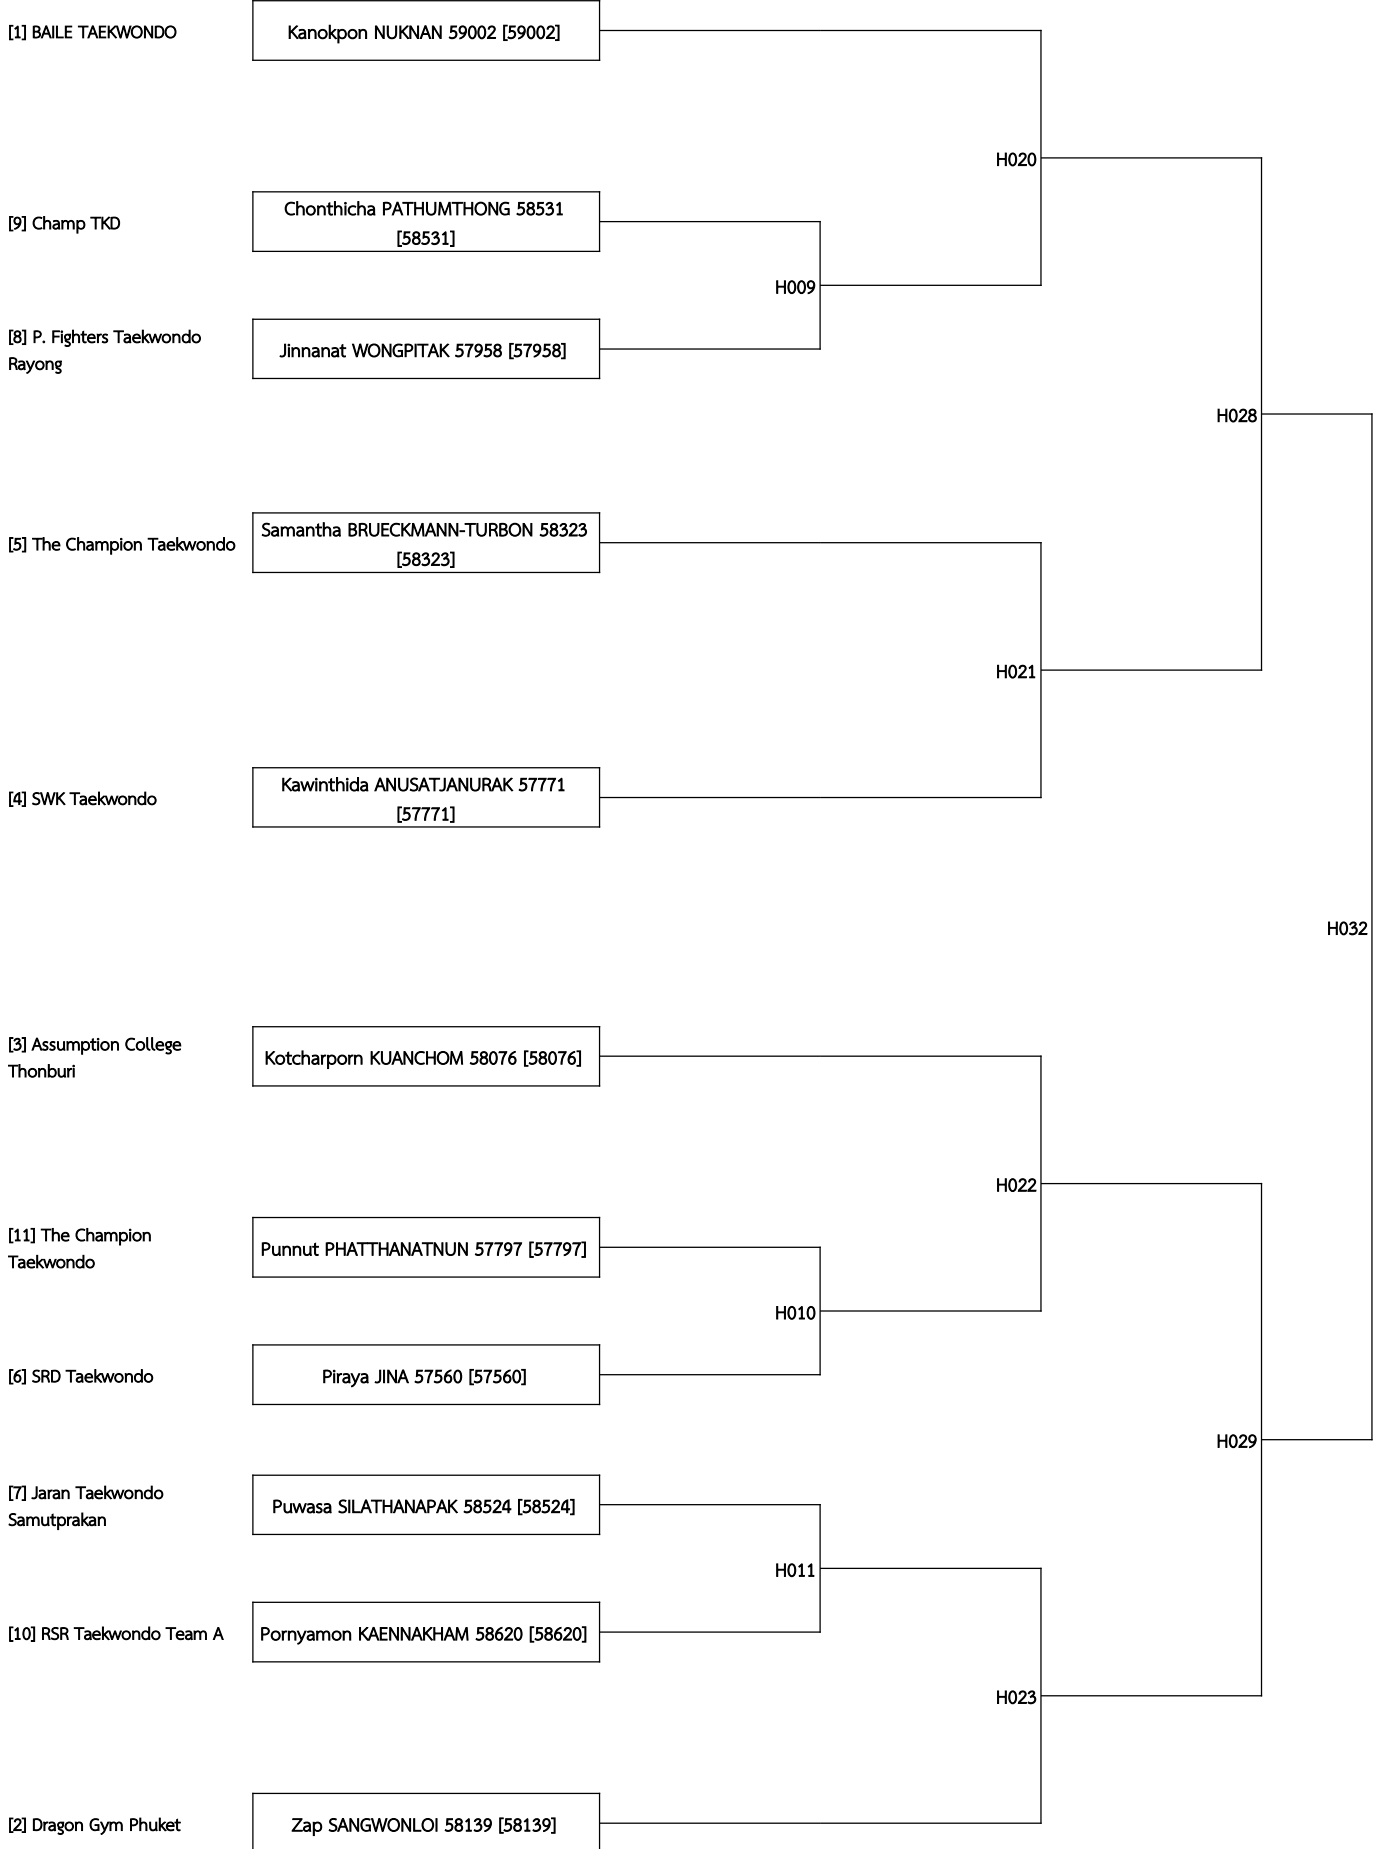 [1] BAILE TAEKWONDO
Kanokpon NUKNAN 59002 [59002]
H020
[9] Champ TKD
Chonthicha PATHUMTHONG 58531
[58531]
H009
[8] P. Fighters Taekwondo
Rayong
Jinnanat WONGPITAK 57958 [57958]
H028
[5] The Champion Taekwondo
Samantha BRUECKMANN-TURBON 58323
[58323]
H021
[4] SWK Taekwondo
Kawinthida ANUSATJANURAK 57771
[57771]
H032
[3] Assumption College
Thonburi
Kotcharporn KUANCHOM 58076 [58076]
H022
[11] The Champion
Taekwondo
Punnut PHATTHANATNUN 57797 [57797]
H010
[6] SRD Taekwondo
Piraya JINA 57560 [57560]
H029
[7] Jaran Taekwondo
Samutprakan
Puwasa SILATHANAPAK 58524 [58524]
H011
[10] RSR Taekwondo Team A
Pornyamon KAENNAKHAM 58620 [58620]
H023
[2] Dragon Gym Phuket
Zap SANGWONLOI 58139 [58139]